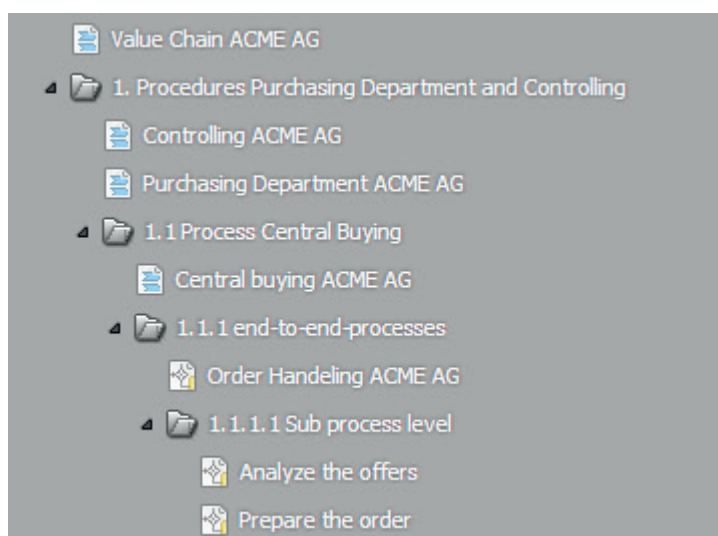 Value Chain ACME AG
1. Procedures Purchasing Department and Controlling
Controlling ACME AG
Purchasing Department ACME AG
1.1 Process Central Buying
Central buying ACME AG
1.1.1 end-to-end-processes
Order Handeling ACME AG
1.1.1.1 Sub process level
Analyze the offers
Prepare the order